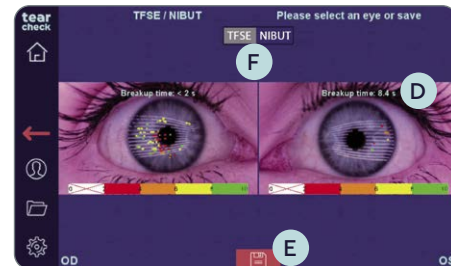 tear
check
TFSE / NIBUT
Please select an eye or save
TFSE NIBUT
F
Breakup time: < 2 s
Breakup time: 8.4 s
D
E
OD
OS